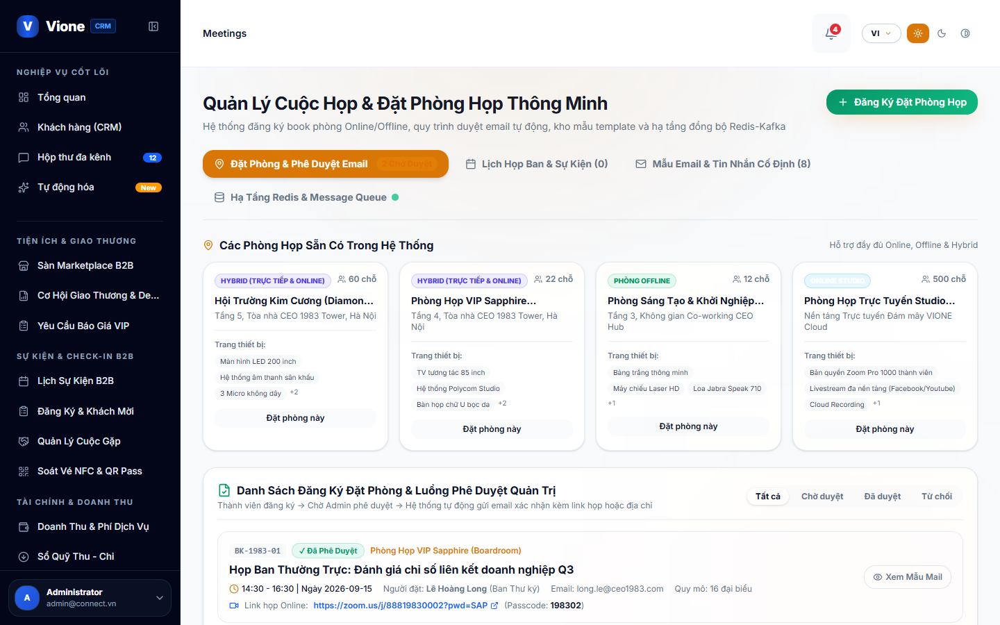 V Vione CRM
NGHIỆP VỤ CỐT LÕI
Tổng quan
Khách hàng (CRM)
Hộp thư đa kênh 12
Tự động hóa New
TIỆN ÍCH & GIAO THƯƠNG
Sàn Marketplace B2B
Cơ Hội Giao Thương & De...
Yêu Cầu Báo Giá VIP
SỰ KIỆN & CHECK-IN B2B
Lịch Sự Kiện B2B
Đăng Ký & Khách Mời
Quản Lý Cuộc Gặp
Soát Vé NFC & QR Pass
TÀI CHÍNH & DOANH THU
Doanh Thu & Phí Dịch Vụ
Sổ Quỹ Thu - Chi
A Administrator
admin@connect.vn
Meetings
4
VI
Quản Lý Cuộc Họp & Đặt Phòng Họp Thông Minh
Đăng Ký Đặt Phòng Họp
Hệ thống đăng ký book phòng Online/Offline, quy trình duyệt email tự động, kho mẫu template và hạ tầng đồng bộ Redis-Kafka
Đặt Phòng & Phê Duyệt Email 2 Chờ Duyệt
Lịch Họp Ban & Sự Kiện (0)
Mẫu Email & Tin Nhắn Cố Định (8)
Hạ Tầng Redis & Message Queue
Các Phòng Họp Sẵn Có Trong Hệ Thống
Hỗ trợ đầy đủ Online, Offline & Hybrid
HYBRID (TRỰC TIẾP & ONLINE) 60 chỗ
Hội Trường Kim Cương (Diamon...
Tầng 5, Tòa nhà CEO 1983 Tower, Hà Nội
Trang thiết bị:
Màn hình LED 200 inch
Hệ thống âm thanh sân khấu
3 Micro không dây +2
Đặt phòng này
HYBRID (TRỰC TIẾP & ONLINE) 22 chỗ
Phòng Họp VIP Sapphire...
Tầng 4, Tòa nhà CEO 1983 Tower, Hà
Nội
Trang thiết bị:
TV tương tác 85 inch
Hệ thống Polycom Studio
Bàn họp chữ U bọc da +2
Đặt phòng này
PHÒNG OFFLINE 12 chỗ
Phòng Sáng Tạo & Khởi Nghiệp...
Tầng 3, Không gian Co-working CEO
Hub
Trang thiết bị:
Bảng trắng thông minh
Máy chiếu Laser HD Loa Jabra Speak 710
+1
Đặt phòng này
ONLINE STUDIO 500 chỗ
Phòng Họp Trực Tuyến Studio...
Nền tảng Trực tuyến Đám mây VIONE
Cloud
Trang thiết bị:
Bản quyền Zoom Pro 1000 thành viên
Livestream đa nền tảng (Facebook/Youtube)
Cloud Recording +1
Đặt phòng này
Danh Sách Đăng Ký Đặt Phòng & Luồng Phê Duyệt Quản Trị
Thành viên đăng ký → Chờ Admin phê duyệt → Hệ thống tự động gửi email xác nhận kèm link họp hoặc địa chỉ
Tất cả Chờ duyệt Đã duyệt Từ chối
BK-1983-01 ✓ Đã Phê Duyệt Phòng Họp VIP Sapphire (Boardroom)
Họp Ban Thường Trực: Đánh giá chỉ số liên kết doanh nghiệp Q3
14:30 - 16:30 | Ngày 2026-09-15 Người đặt: Lê Hoàng Long (Ban Thư ký) Email: long.le@ceo1983.com Quy mô: 16 đại biểu
Link họp Online: https://zoom.us/j/88819830002?pwd=SAP (Passcode: 198302)
Xem Mẫu Mail